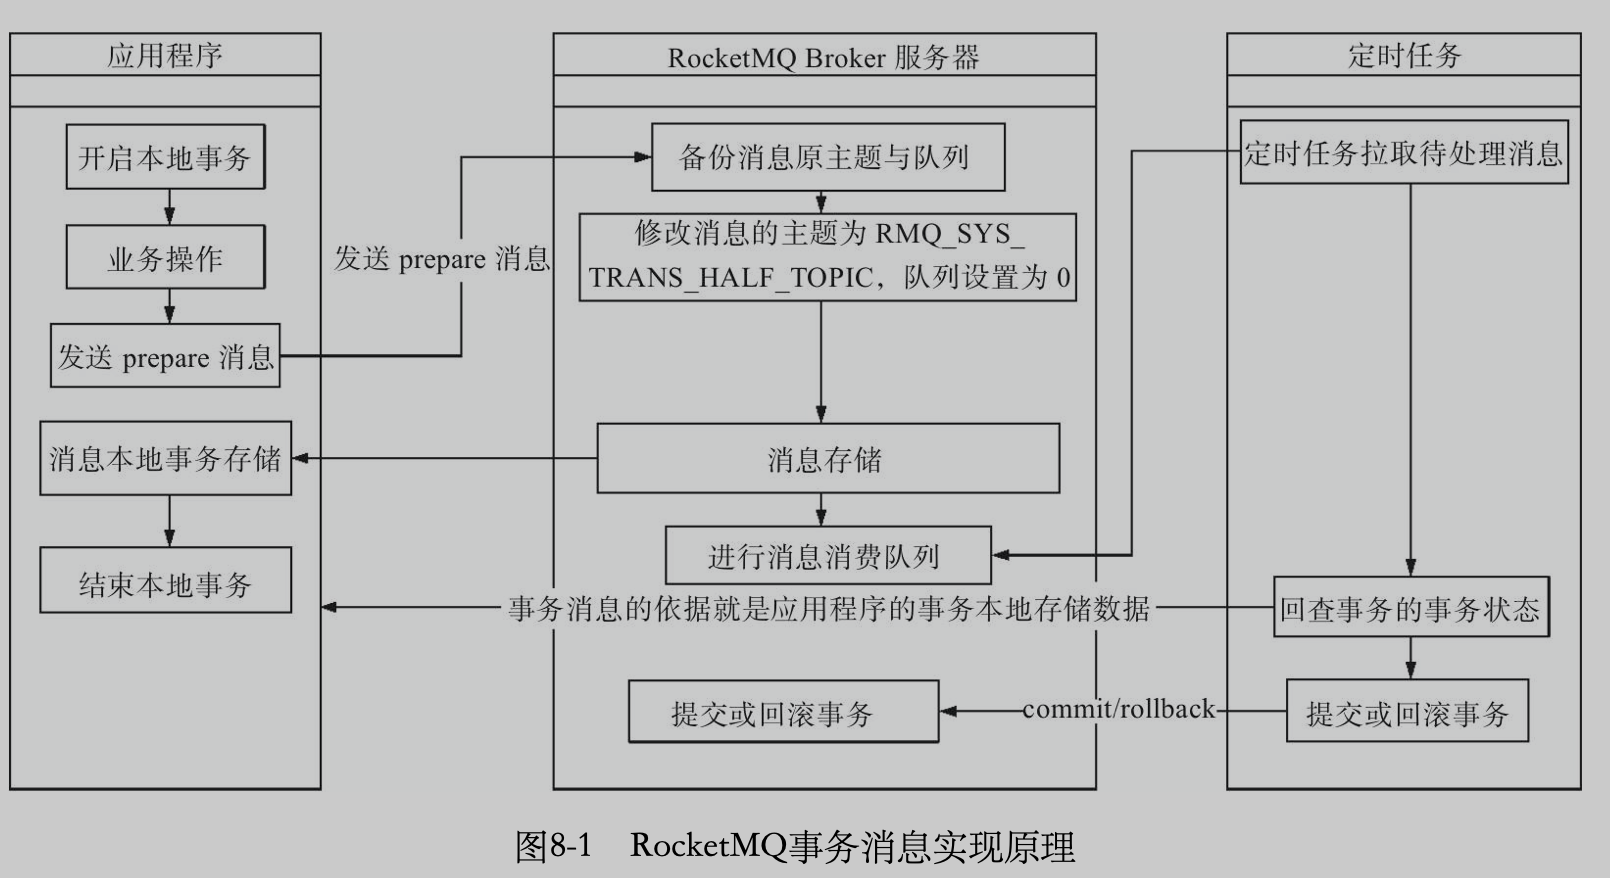 应用程序
开启本地事务
业务操作
发送 prepare 消息
消息本地事务存储
结束本地事务
发送 prepare 消息
RocketMQ Broker 服务器
备份消息原主题与队列
修改消息的主题为 RMQ_SYS_
TRANS_HALF_TOPIC，队列设置为 0
消息存储
进行消息消费队列
事务消息的依据就是应用程序的事务本地存储数据
提交或回滚事务
commit/rollback
定时任务
定时任务拉取待处理消息
回查事务的事务状态
提交或回滚事务
图8-1 RocketMQ事务消息实现原理